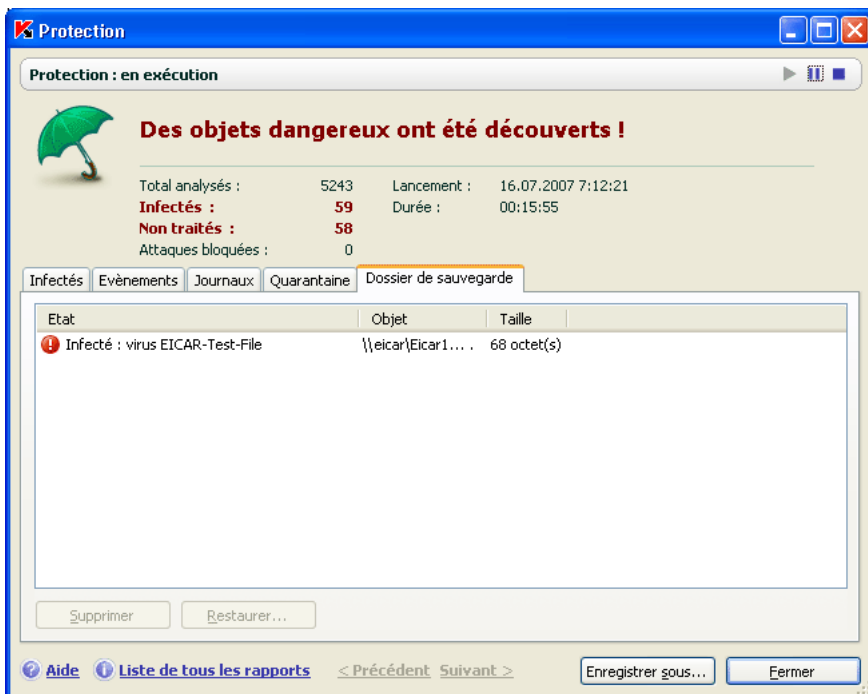 Protection
Protection : en exécution
Des objets dangereux ont été découverts !
Total analysés : 5243 Lancement : 16.07.2007 7:12:21
Infectés : 59 Durée : 00:15:55
Non traités : 58
Attaques bloquées : 0
Infectés Evènements Journaux Quarantaine Dossier de sauvegarde
Etat Objet Taille
Infecté : virus EICAR-Test-File \\eicar\Eicar1... . 68 octet(s)
Supprimer Restaurer...
Aide Liste de tous les rapports < Précédent Suivant > Enregistrer sous... Fermer